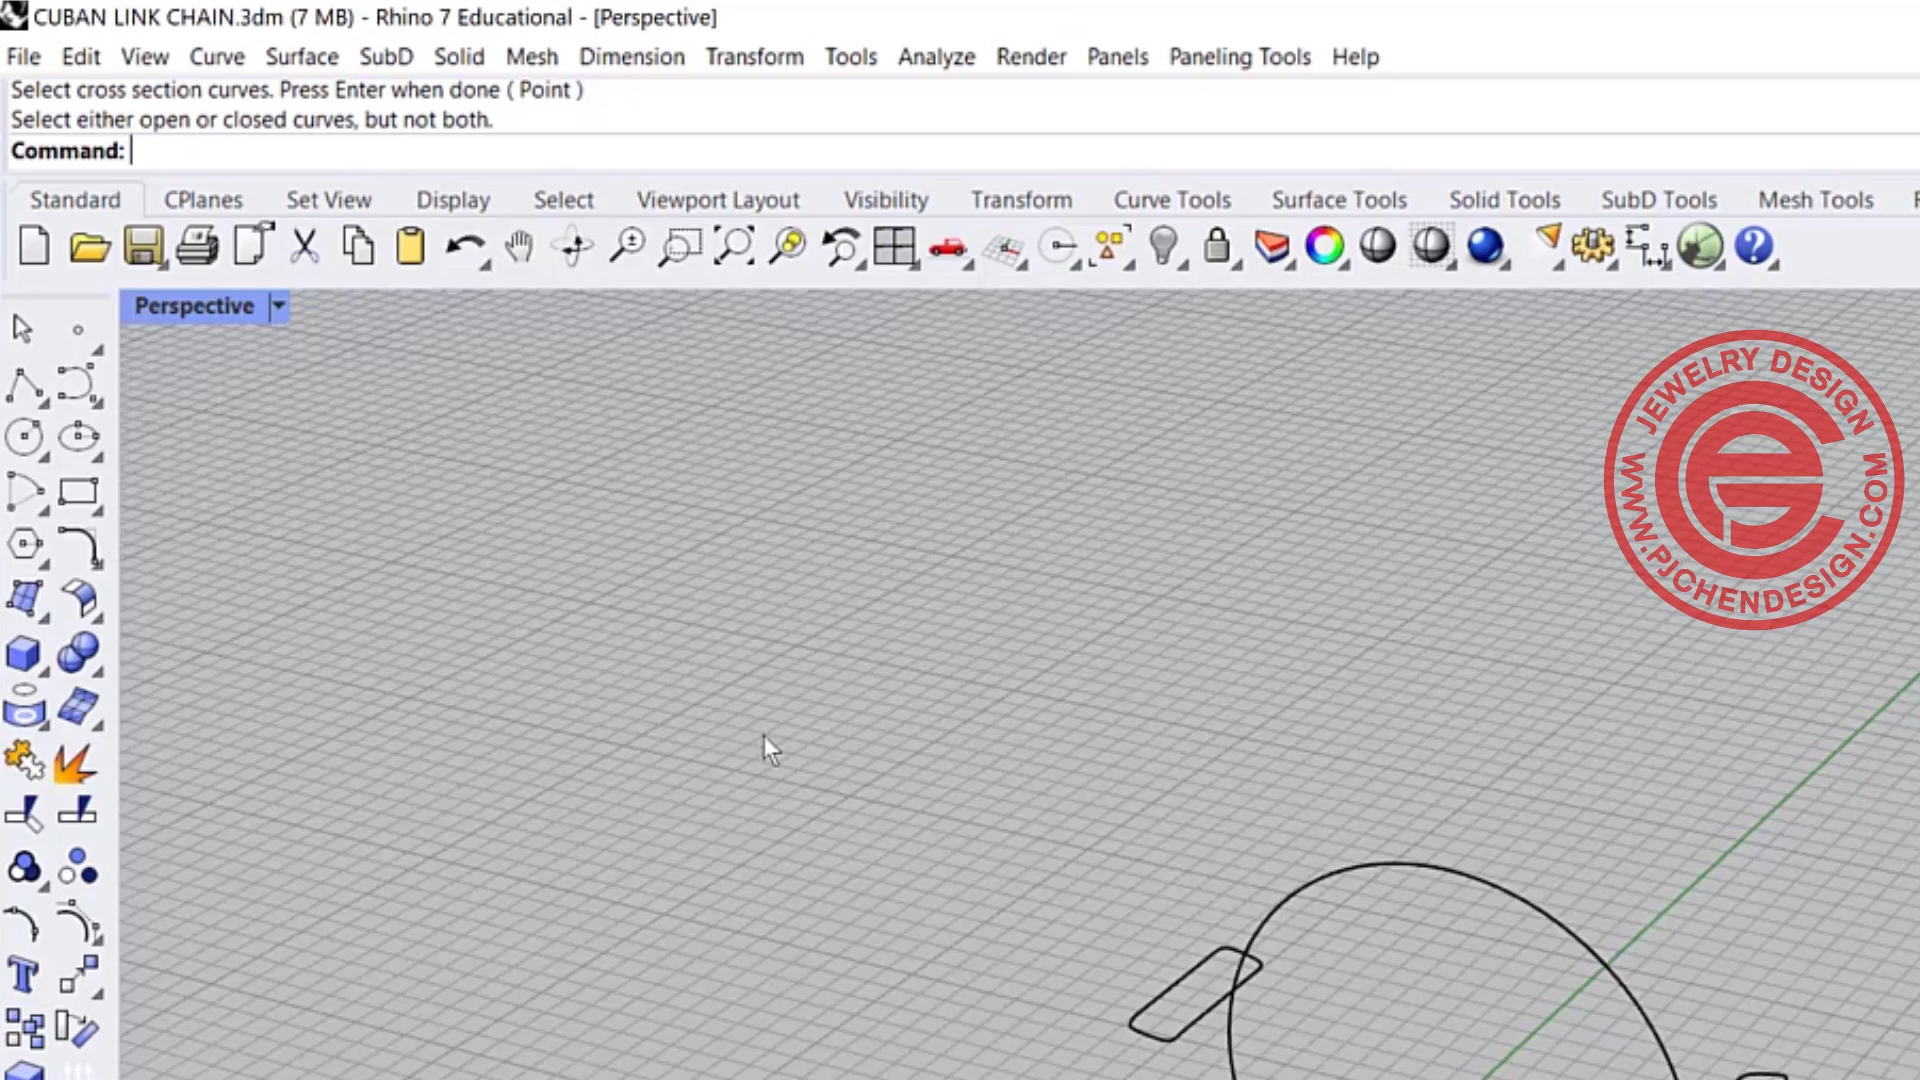 CUBAN LINK CHAIN.3dm (7 MB) - Rhino 7 Educational - [Perspective]
File Edit View Curve Surface SubD Solid Mesh Dimension Transform Tools Analyze Render Panels Paneling Tools Help
Select cross section curves. Press Enter when done ( Point )
Select either open or closed curves, but not both.
Command:
Standard CPlanes Set View Display Select Viewport Layout Visibility Transform Curve Tools Surface Tools Solid Tools SubD Tools Mesh Tools
Perspective
JEWELRY DESIGN
WWW.PJCHENDESIGN.COM